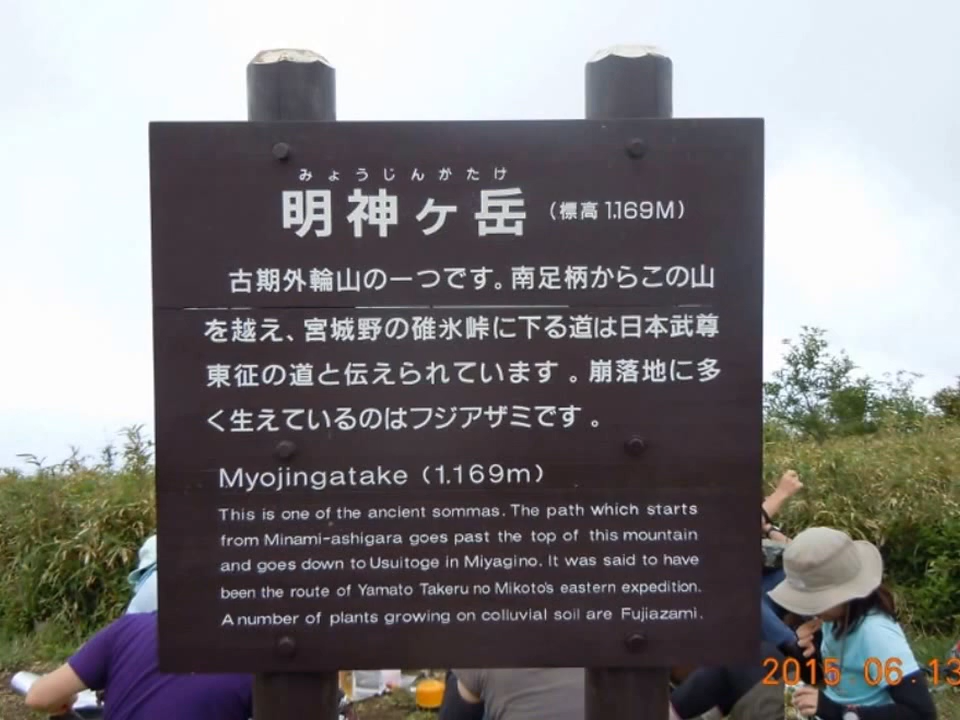 みょうじんがたけ
明神ヶ岳（標高1.169M）
古期外輪山の一つです。南足柄からこの山
を越え、宮城野の碓氷峠に下る道は日本武尊
東征の道と伝えられています。崩落地に多
く生えているのはフジアザミです。
Myojingatake (1.169m)
This is one of the ancient sommas. The path which starts
from Minami-ashigara goes past the top of this mountain
and goes down to Usuitoge in Miyagino. It was said to have
been the route of Yamato Takeru no Mikoto's eastern expedition.
A number of plants growing on colluvial soil are Fujiazami.
2015 06.13